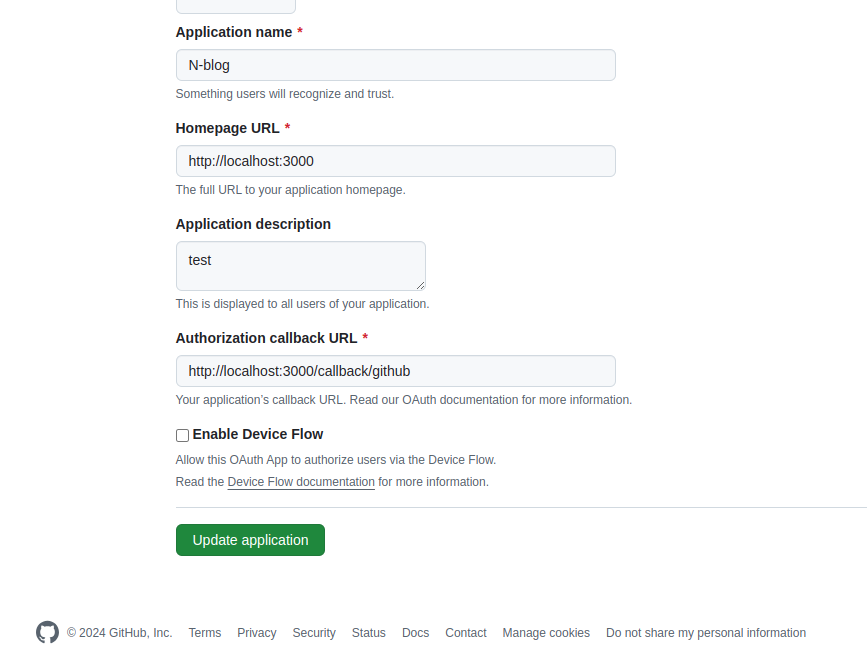 Application name *
N-blog
Something users will recognize and trust.
Homepage URL *
http://localhost:3000
The full URL to your application homepage.
Application description
test
This is displayed to all users of your application.
Authorization callback URL *
http://localhost:3000/callback/github
Your application’s callback URL. Read our OAuth documentation for more information.
Enable Device Flow
Allow this OAuth App to authorize users via the Device Flow.
Read the Device Flow documentation for more information.
Update application
© 2024 GitHub, Inc. Terms Privacy Security Status Docs Contact Manage cookies Do not share my personal information